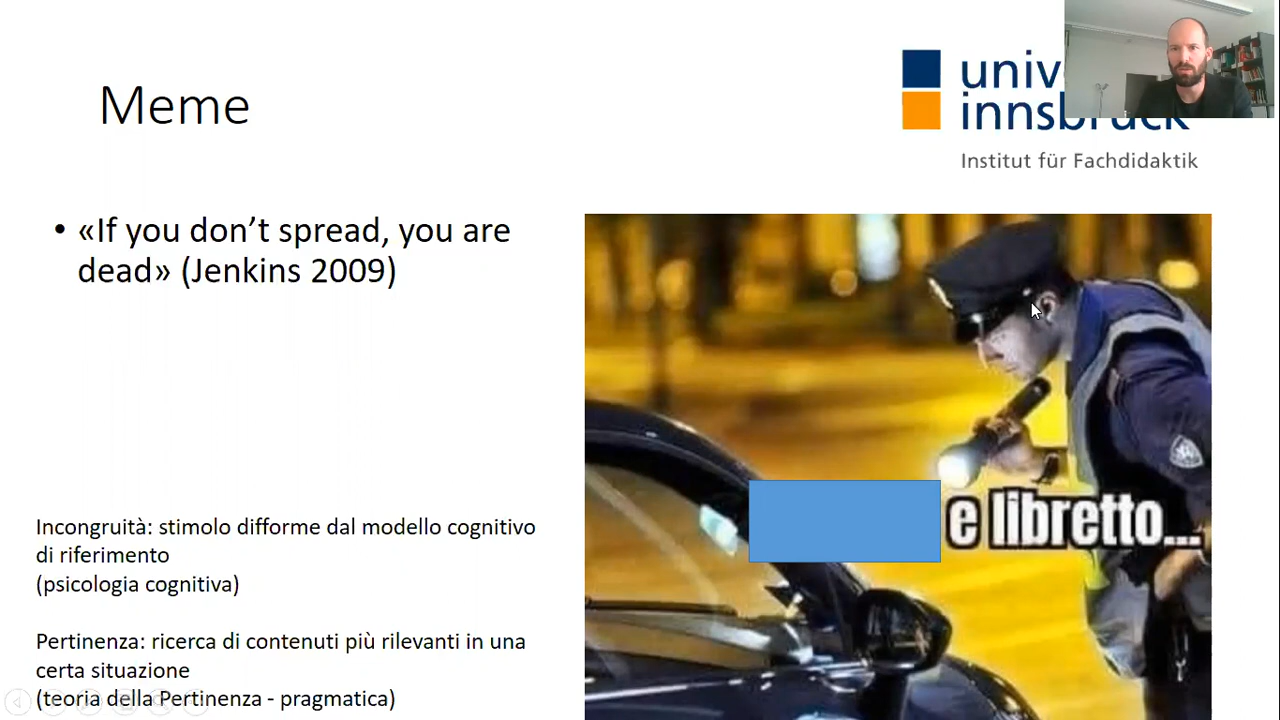 Meme
univ
innsbruck
Institut für Fachdidaktik
• «If you don’t spread, you are
dead» (Jenkins 2009)
e libretto...
Incongruità: stimolo difforme dal modello cognitivo
di riferimento
(psicologia cognitiva)
Pertinenza: ricerca di contenuti più rilevanti in una
certa situazione
(teoria della Pertinenza - pragmatica)